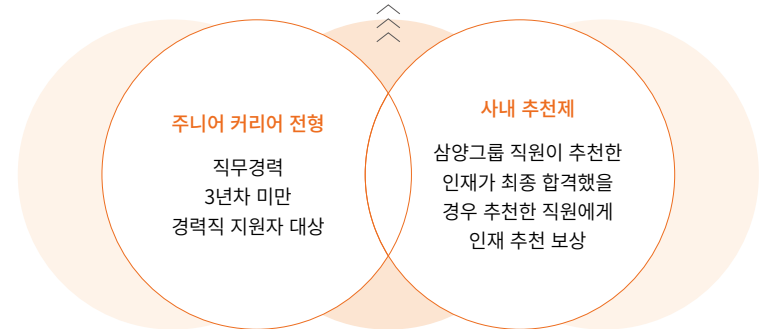 주니어 커리어 전형
직무경력
3년차 미만
경력직 지원자 대상
사내 추천제
삼양그룹 직원이 추천한
인재가 최종 합격했을
경우 추천한 직원에게
인재 추천 보상